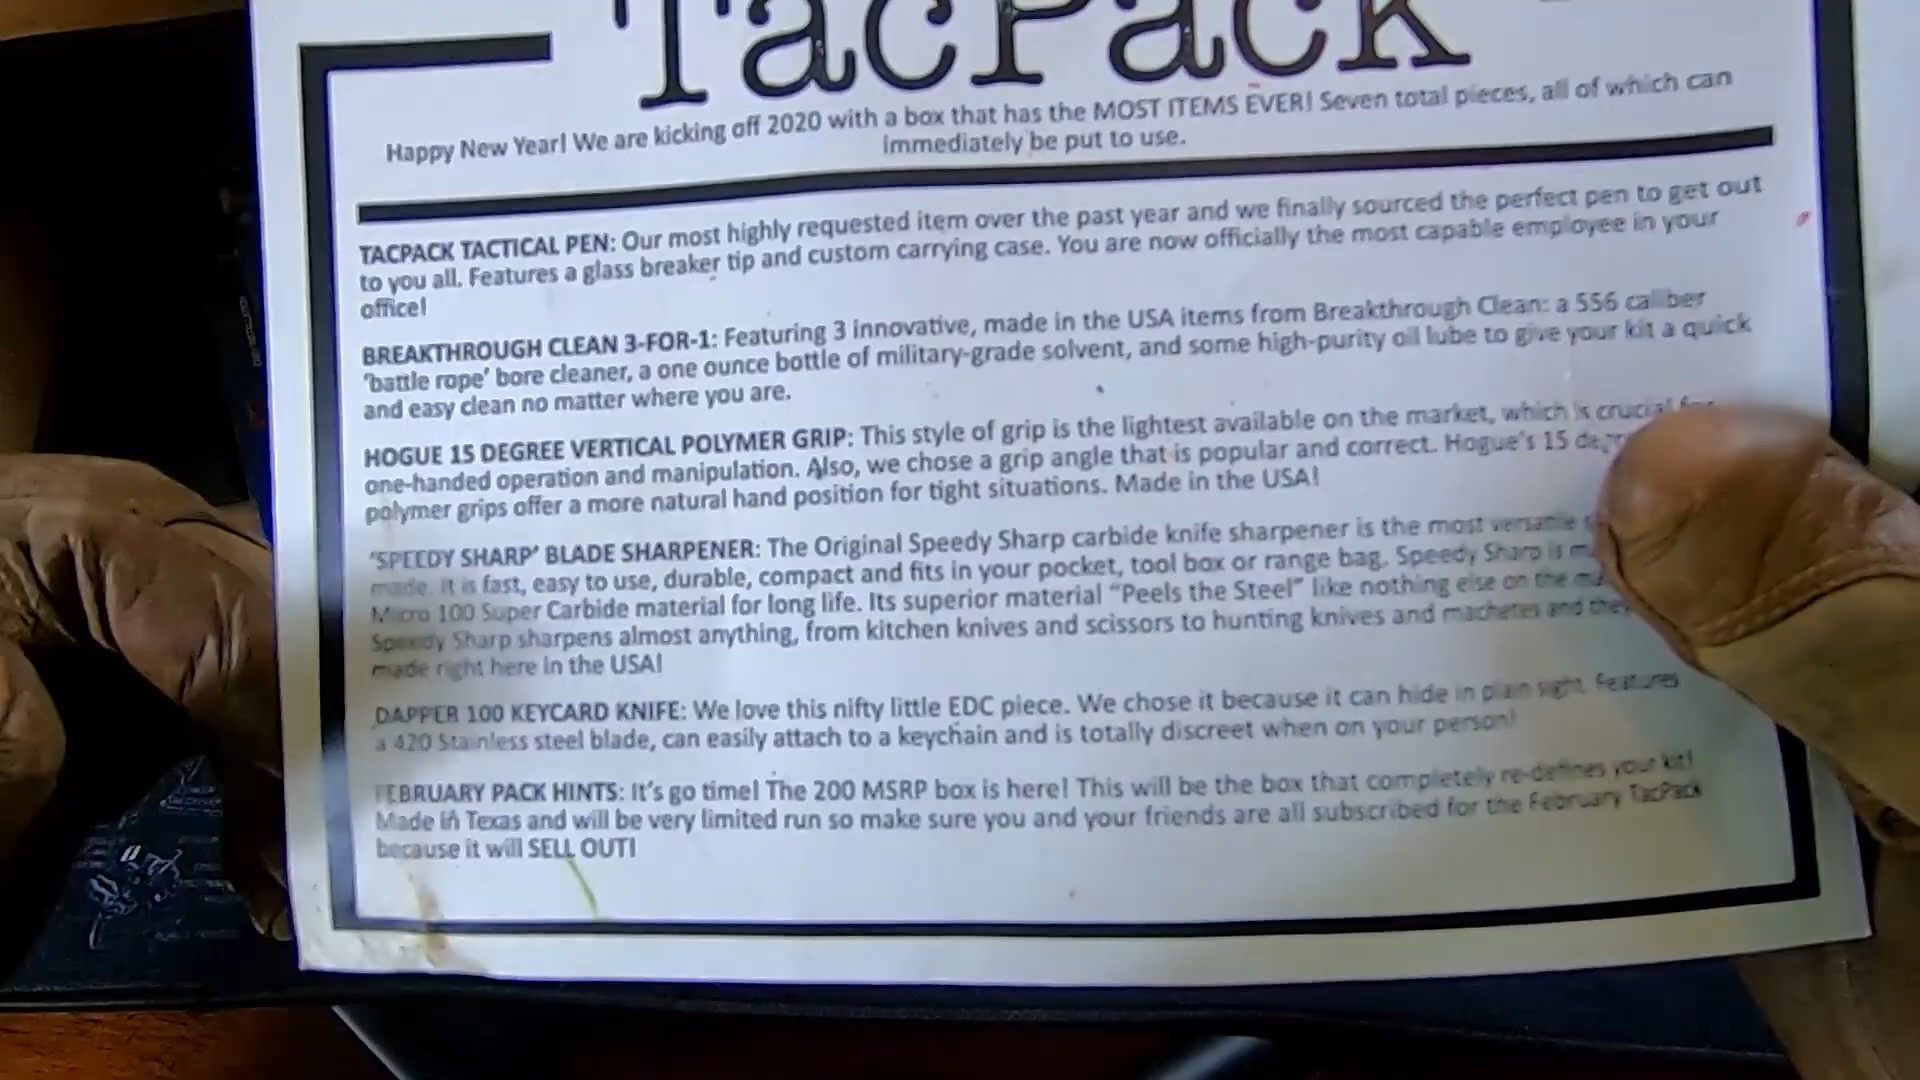 TacPack
Happy New Year! We are kicking off 2020 with a box that has the MOST ITEMS EVER! Seven total pieces, all of which can
immediately be put to use.
TACPACK TACTICAL PEN: Our most highly requested item over the past year and we finally sourced the perfect pen to get out
to you all. Features a glass breaker tip and custom carrying case. You are now officially the most capable employee in your
office!
BREAKTHROUGH CLEAN 3-FOR-1: Featuring 3 innovative, made in the USA items from Breakthrough Clean: a 556 caliber
'battle rope' bore cleaner, a one ounce bottle of military-grade solvent, and some high-purity oil lube to give your kit a quick
and easy clean no matter where you are.
HOGUE 15 DEGREE VERTICAL POLYMER GRIP: This style of grip is the lightest available on the market, which is crucial for
one-handed operation and manipulation. Also, we chose a grip angle that is popular and correct. Hogue's 15
polymer grips offer a more natural hand position for tight situations. Made in the USA!
'SPEEDY SHARP' BLADE SHARPENER: The Original Speedy Sharp carbide knife sharpener is the most versatile
made. It is fast, easy to use, durable, compact and fits in your pocket, tool box or range bag. Speedy Sharp is
Micro 100 Super Carbide material for long life. Its superior material "Peels the Steel" like nothing else on the
Speedy Sharp sharpens almost anything, from kitchen knives and scissors to hunting knives and machetes and
made right here in the USA!
DAPPER 100 KEYCARD KNIFE: We love this nifty little EDC piece. We chose it because it can hide in plain sight. Features
a 420 Stainless steel blade, can easily attach to a keychain and is totally discreet when on your person!
FEBRUARY PACK HINTS: It's go time! The 200 MSRP box is here! This will be the box that completely re-defines your kit!
Made in Texas and will be very limited run so make sure you and your friends are all subscribed for the February TacPack
because it will SELL OUT!